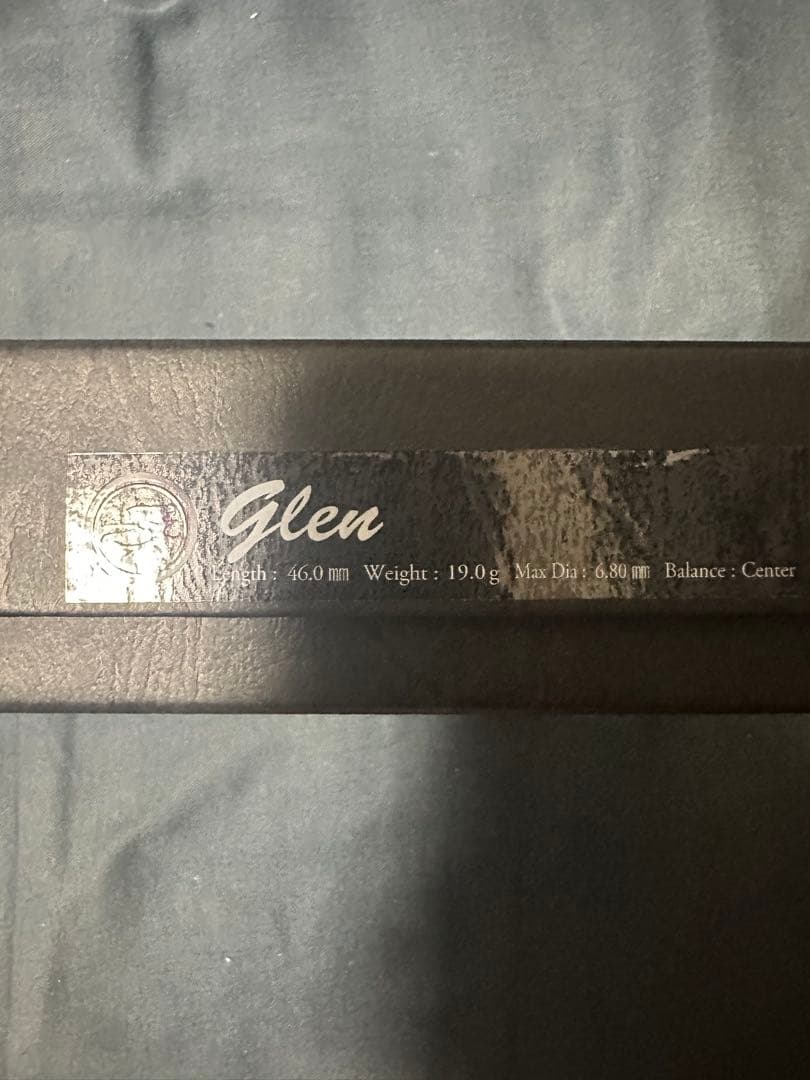 Glen
Length : 46.0 ㎜ Weight : 19.0 g Max Dia : 6.80 ㎜ Balance : Center